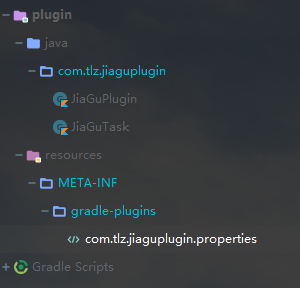 plugin
java
com.tlz.jiaguplugin
JiaGuPlugin
JiaGuTask
resources
META-INF
gradle-plugins
com.tlz.jiaguplugin.properties
Gradle Scripts